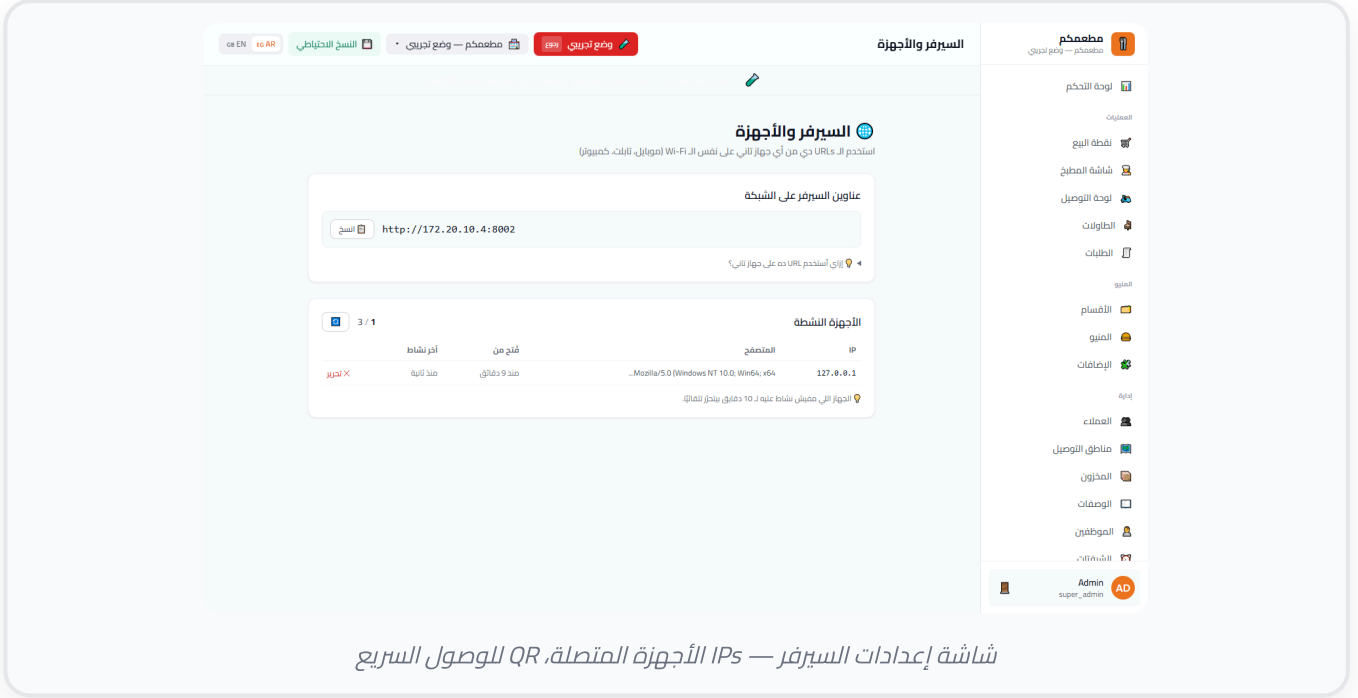 مطعمكم
مطعمكم — وضع تجريبي
لوحة التحكم
العمليات
نقطة البيع
شاشة المطبخ
لوحة التوصيل
الطاولات
الطلبات
المنيو
الأقسام
المنيو
الإضافات
إدارة
العملاء
مناطق التوصيل
المخزون
الوصفات
الموظفين
الشيفتات
Admin
super_admin
AD
السيرفر والأجهزة
وضع تجريبي رجوع
مطعمكم — وضع تجريبي
النسخ الاحتياطي
EG AR
GB EN
السيرفر والأجهزة
استخدم الـ URLs دي من أي جهاز تاني على نفس الـ Wi-Fi (موبايل، تابلت، كمبيوتر)
عناوين السيرفر على الشبكة
http://172.20.10.4:8002 انسخ
إزاي أستخدم URL ده على جهاز تاني؟
الأجهزة النشطة 1 / 3
IP المتصفح فُتح من آخر نشاط
127.0.0.1 Mozilla/5.0 (Windows NT 10.0; Win64; x64... منذ 9 دقائق منذ ثانية تحرير
الجهاز اللي مفيش نشاط عليه لـ 10 دقايق بيتحرّر تلقائيًا.
شاشة إعدادات السيرفر — IPs الأجهزة المتصلة، QR للوصول السريع